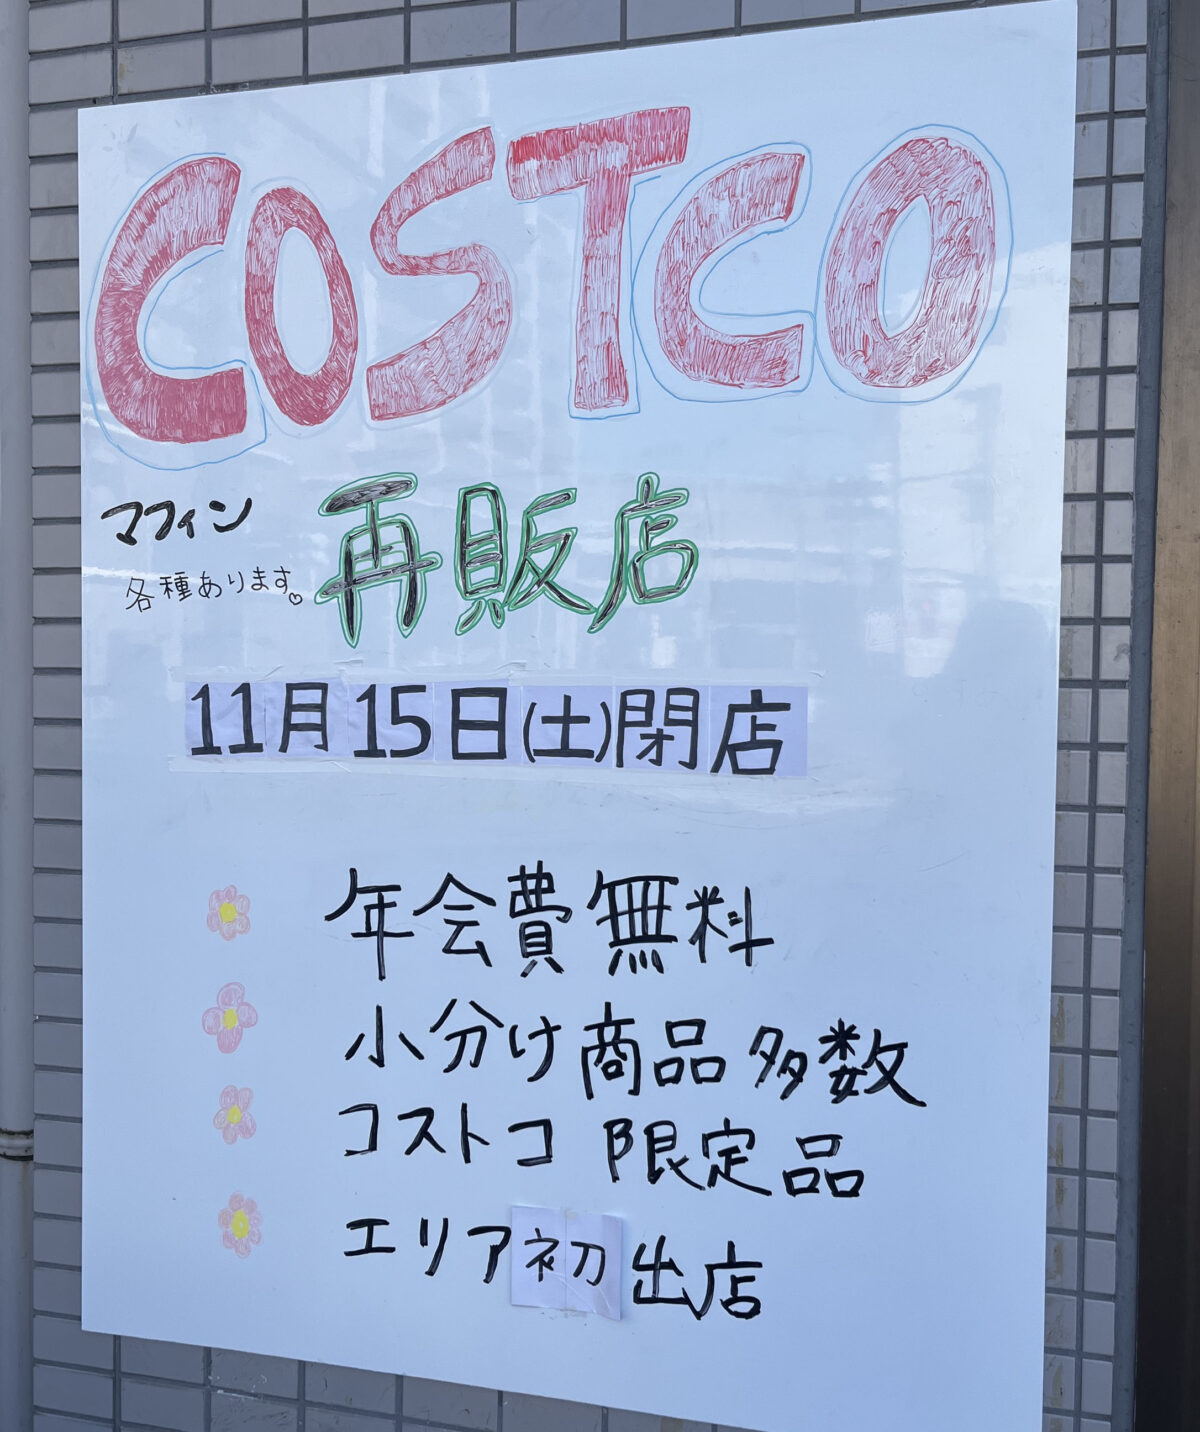 COSTCO
マフィン
各種あります。
再販店
11月15日(土)閉店
年会費無料
小分け商品多数
コストコ 限定品
エリア初出店